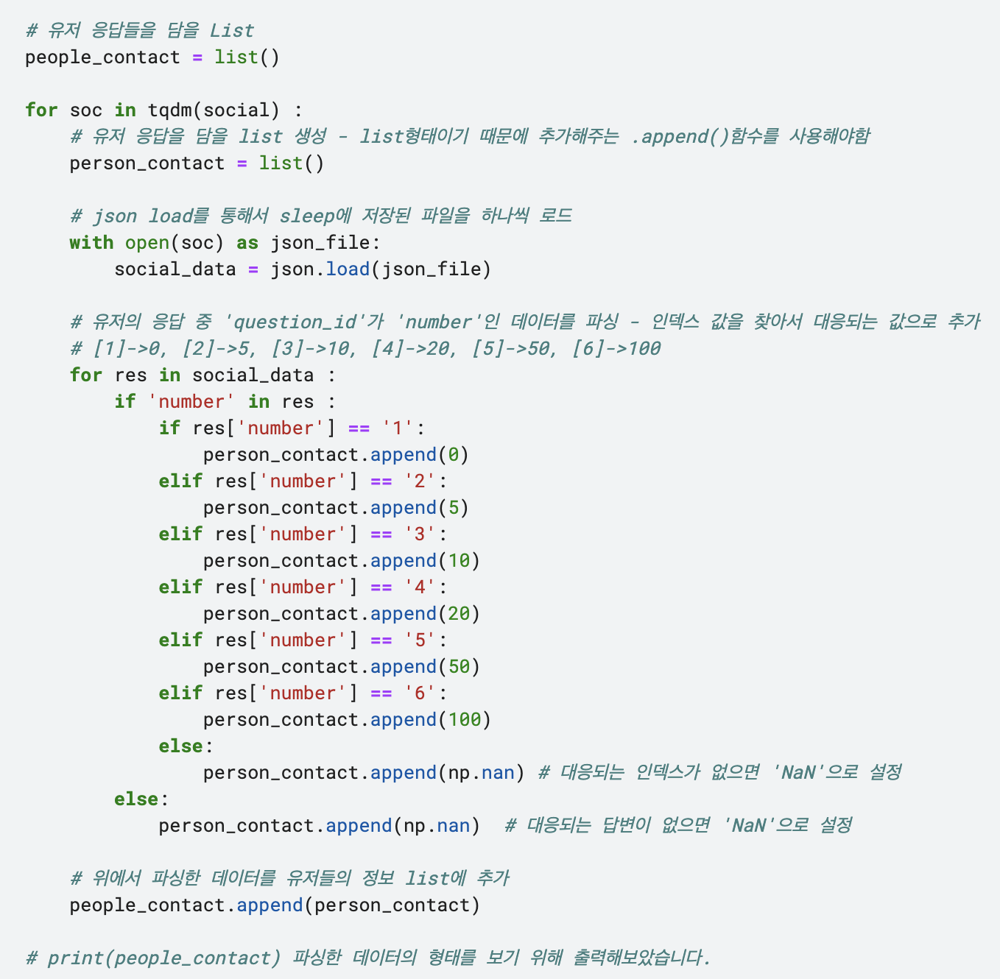 # 유저 응답들을 담을 List
people_contact = list()

for soc in tqdm(social) :
    # 유저 응답을 담을 list 생성 - list형태이기 때문에 추가해주는 .append()함수를 사용해야함
    person_contact = list()

    # json load를 통해서 sleep에 저장된 파일을 하나씩 로드
    with open(soc) as json_file:
        social_data = json.load(json_file)

    # 유저의 응답 중 'question_id'가 'number'인 데이터를 파싱 - 인덱스 값을 찾아서 대응되는 값으로 추가
    # [1]->0, [2]->5, [3]->10, [4]->20, [5]->50, [6]->100
    for res in social_data :
        if 'number' in res :
            if res['number'] == '1':
                person_contact.append(0)
            elif res['number'] == '2':
                person_contact.append(5)
            elif res['number'] == '3':
                person_contact.append(10)
            elif res['number'] == '4':
                person_contact.append(20)
            elif res['number'] == '5':
                person_contact.append(50)
            elif res['number'] == '6':
                person_contact.append(100)
            else:
                person_contact.append(np.nan) # 대응되는 인덱스가 없으면 'NaN'으로 설정
        else:
            person_contact.append(np.nan)  # 대응되는 답변이 없으면 'NaN'으로 설정

    # 위에서 파싱한 데이터를 유저들의 정보 list에 추가
    people_contact.append(person_contact)

# print(people_contact) 파싱한 데이터의 형태를 보기 위해 출력해보았습니다.